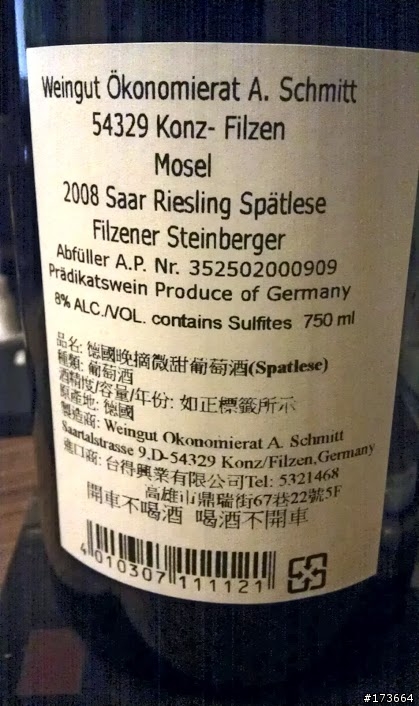 Weingut Ökonomierat A. Schmitt
54329 Konz- Filzen
Mosel
2008 Saar Riesling Spätlese
Filzener Steinberger
Abfüller A.P. Nr. 352502000909
Prädikatswein Produce of Germany
8% ALC./VOL. contains Sulfites 750 ml
品名: 德國晚摘微甜葡萄酒(Spatlese)
種類: 葡萄酒
酒精度/容量/年份: 如正標籤所示
原產地: 德國
製造商: Weingut Okonomierat A. Schmitt
Saartalstrasse 9.D-54329 Konz/Filzen,Germany
進口商: 台得興業有限公司Tel: 5321468
高雄市鼎瑞街67巷22號5F
開車不喝酒 喝酒不開車
4 010307 111121
#173664